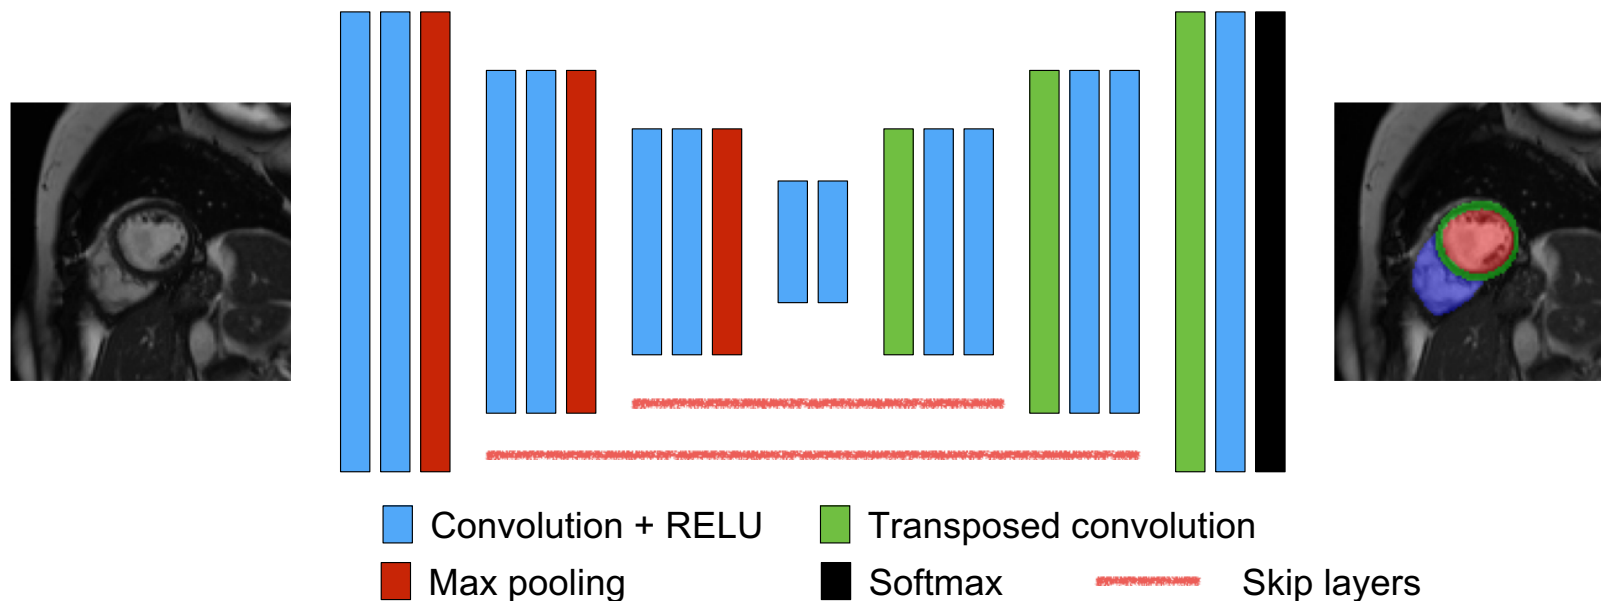 Convolution + RELU
Transposed convolution
Max pooling
Softmax
Skip layers